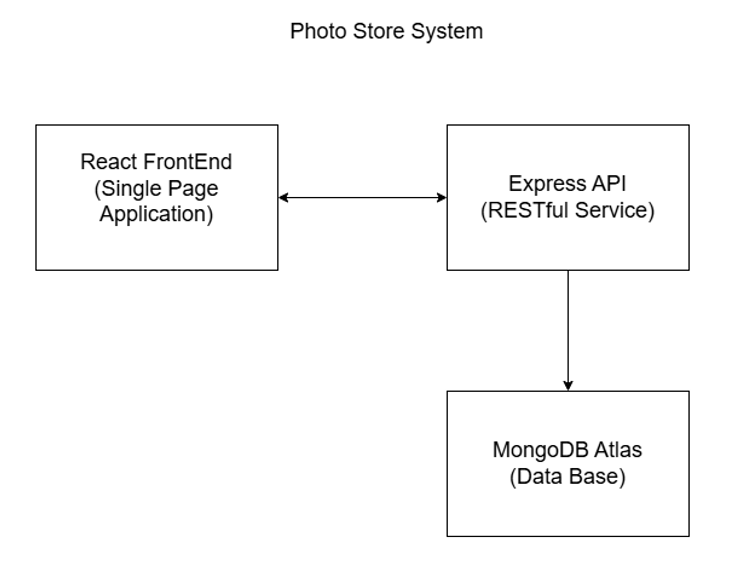 Photo Store System
React FrontEnd
(Single Page
Application)
Express API
(RESTful Service)
MongoDB Atlas
(Data Base)